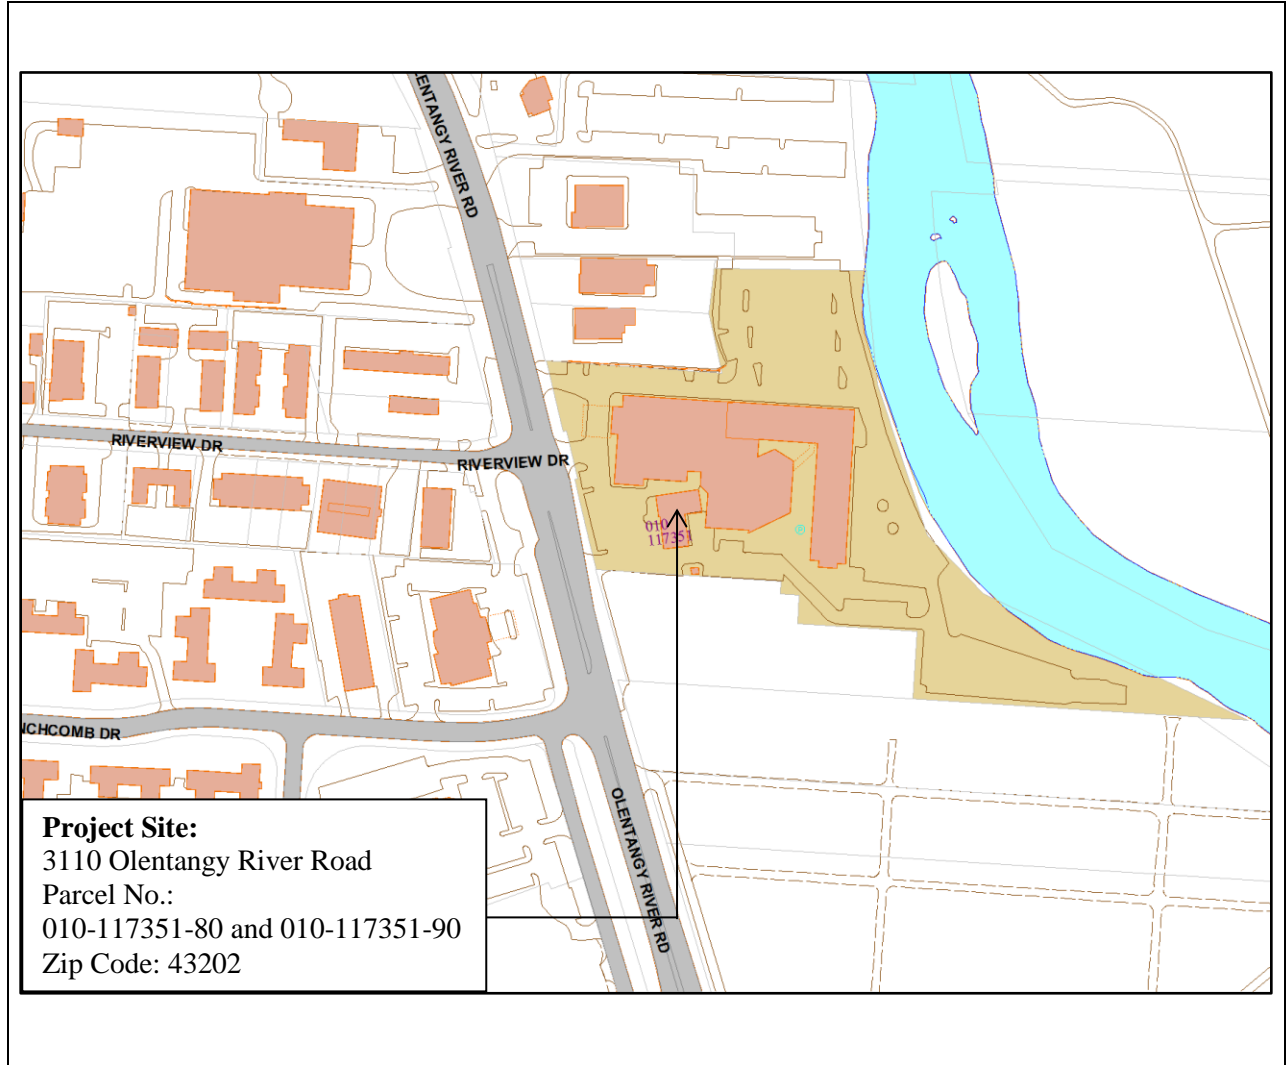 ENTANGY RIVER RD
RIVERVIEW DR
RIVERVIEW DR
010
117351
NCHCOMB DR
OLENTANGY RIVER RD
Project Site:
3110 Olentangy River Road
Parcel No.:
010-117351-80 and 010-117351-90
Zip Code: 43202